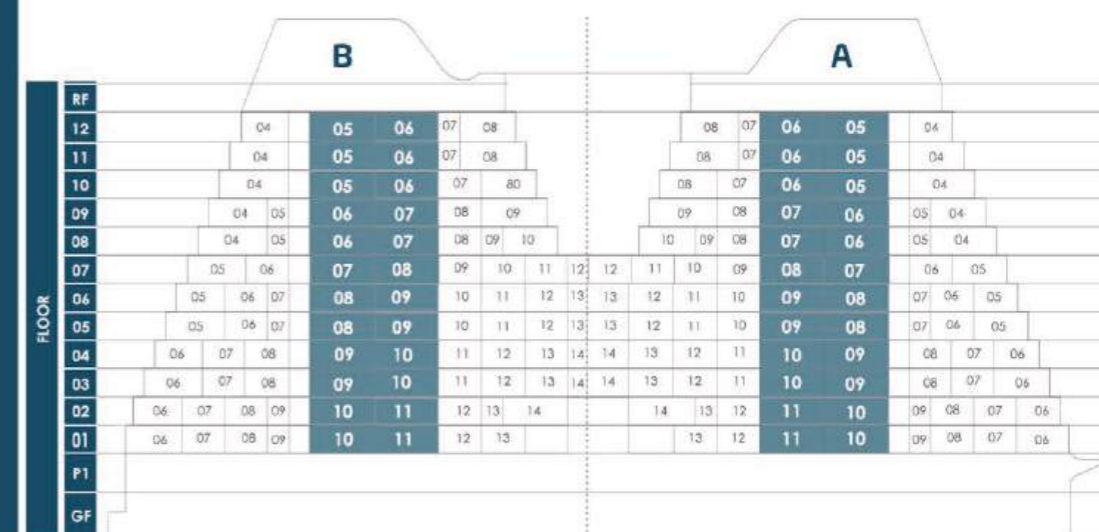 B A
FLOOR
RF
12 04 05 06 07 08 08 07 06 05 04
11 04 05 06 07 08 08 07 06 05 04
10 04 05 06 07 80 08 07 06 05 04
09 04 05 06 07 08 09 09 08 07 06 05 04
08 04 05 06 07 08 09 10 10 09 08 07 06 05 04
07 05 06 07 08 09 10 11 12 12 11 10 09 08 07 06 05
06 05 06 07 08 09 10 11 12 13 13 12 11 10 09 08 07 06 05
05 05 06 07 08 09 10 11 12 13 13 12 11 10 09 08 07 06 05
04 06 07 08 09 10 11 12 13 14 14 13 12 11 10 09 08 07 06
03 06 07 08 09 10 11 12 13 14 14 13 12 11 10 09 08 07 06
02 06 07 08 09 10 11 12 13 14 14 13 12 11 10 09 08 07 06
01 06 07 08 09 10 11 12 13 13 12 11 10 09 08 07 06
P1
GF